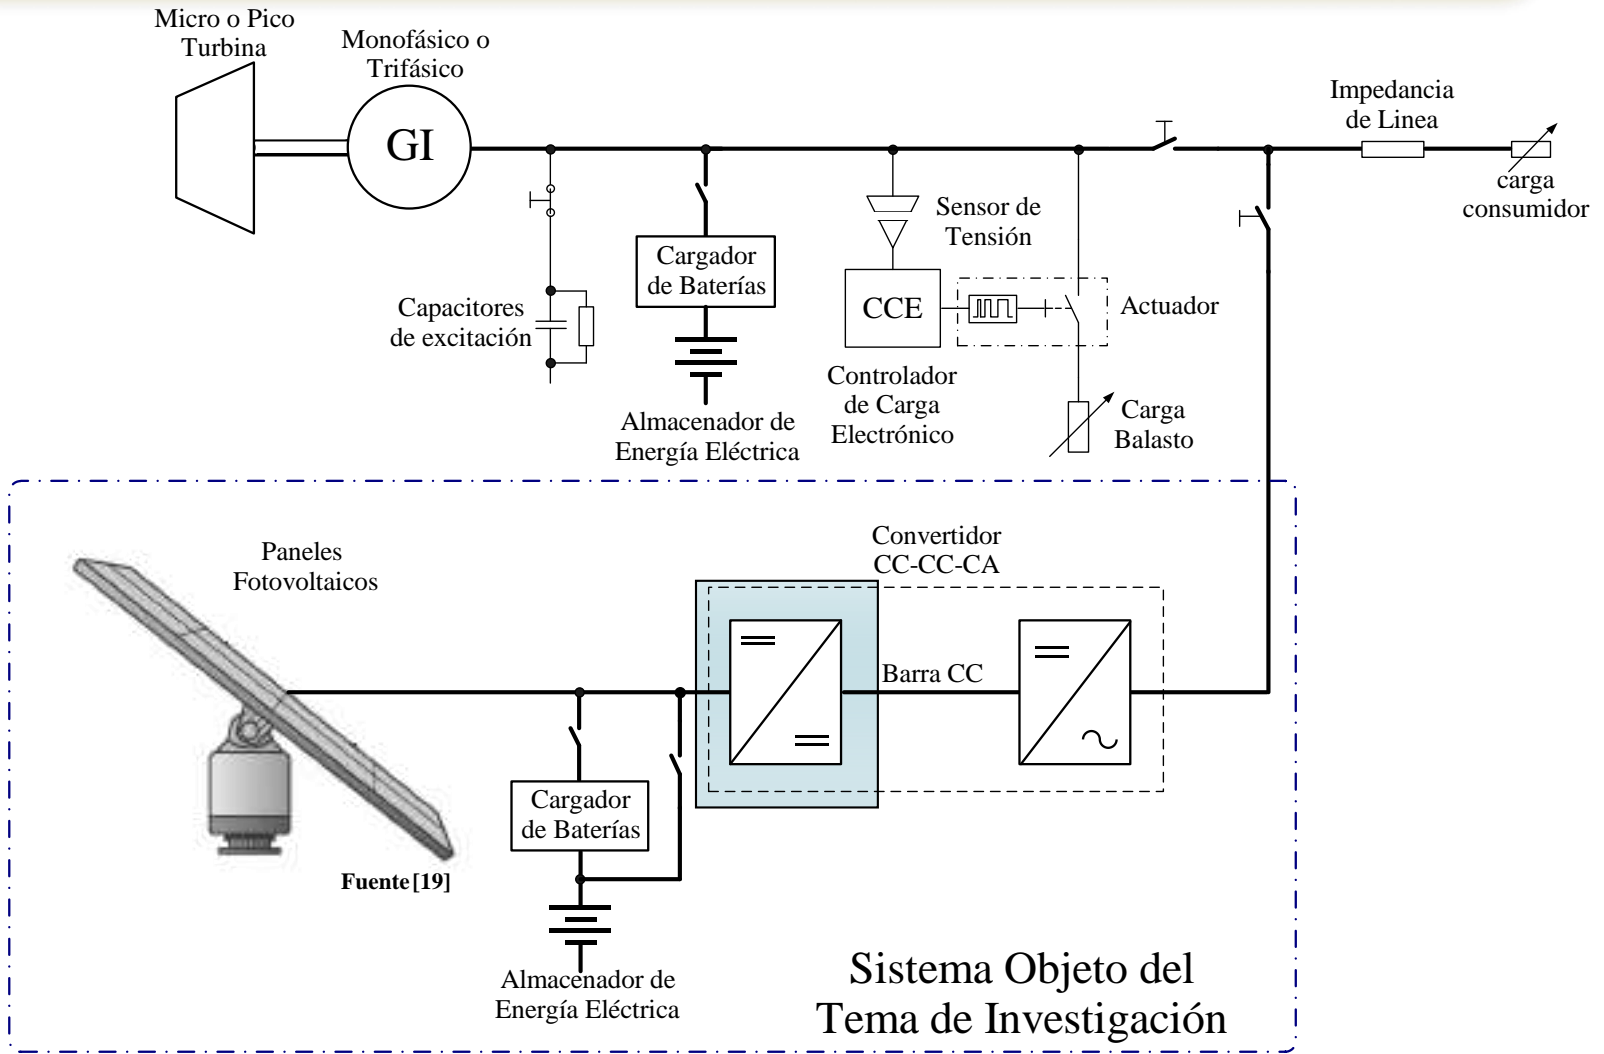 Micro o Pico
Turbina
Monofásico o
Trifásico
GI
Impedancia
de Linea
carga
consumidor
Sensor de
Tensión
Cargador
de Baterías
Capacitores
de excitación
CCE
Actuador
Controlador
de Carga
Electrónico
Carga
Balasto
Almacenador de
Energía Eléctrica
Paneles
Fotovoltaicos
Convertidor
CC-CC-CA
Barra CC
Cargador
de Baterías
Fuente[19]
Almacenador de
Energía Eléctrica
Sistema Objeto del
Tema de Investigación